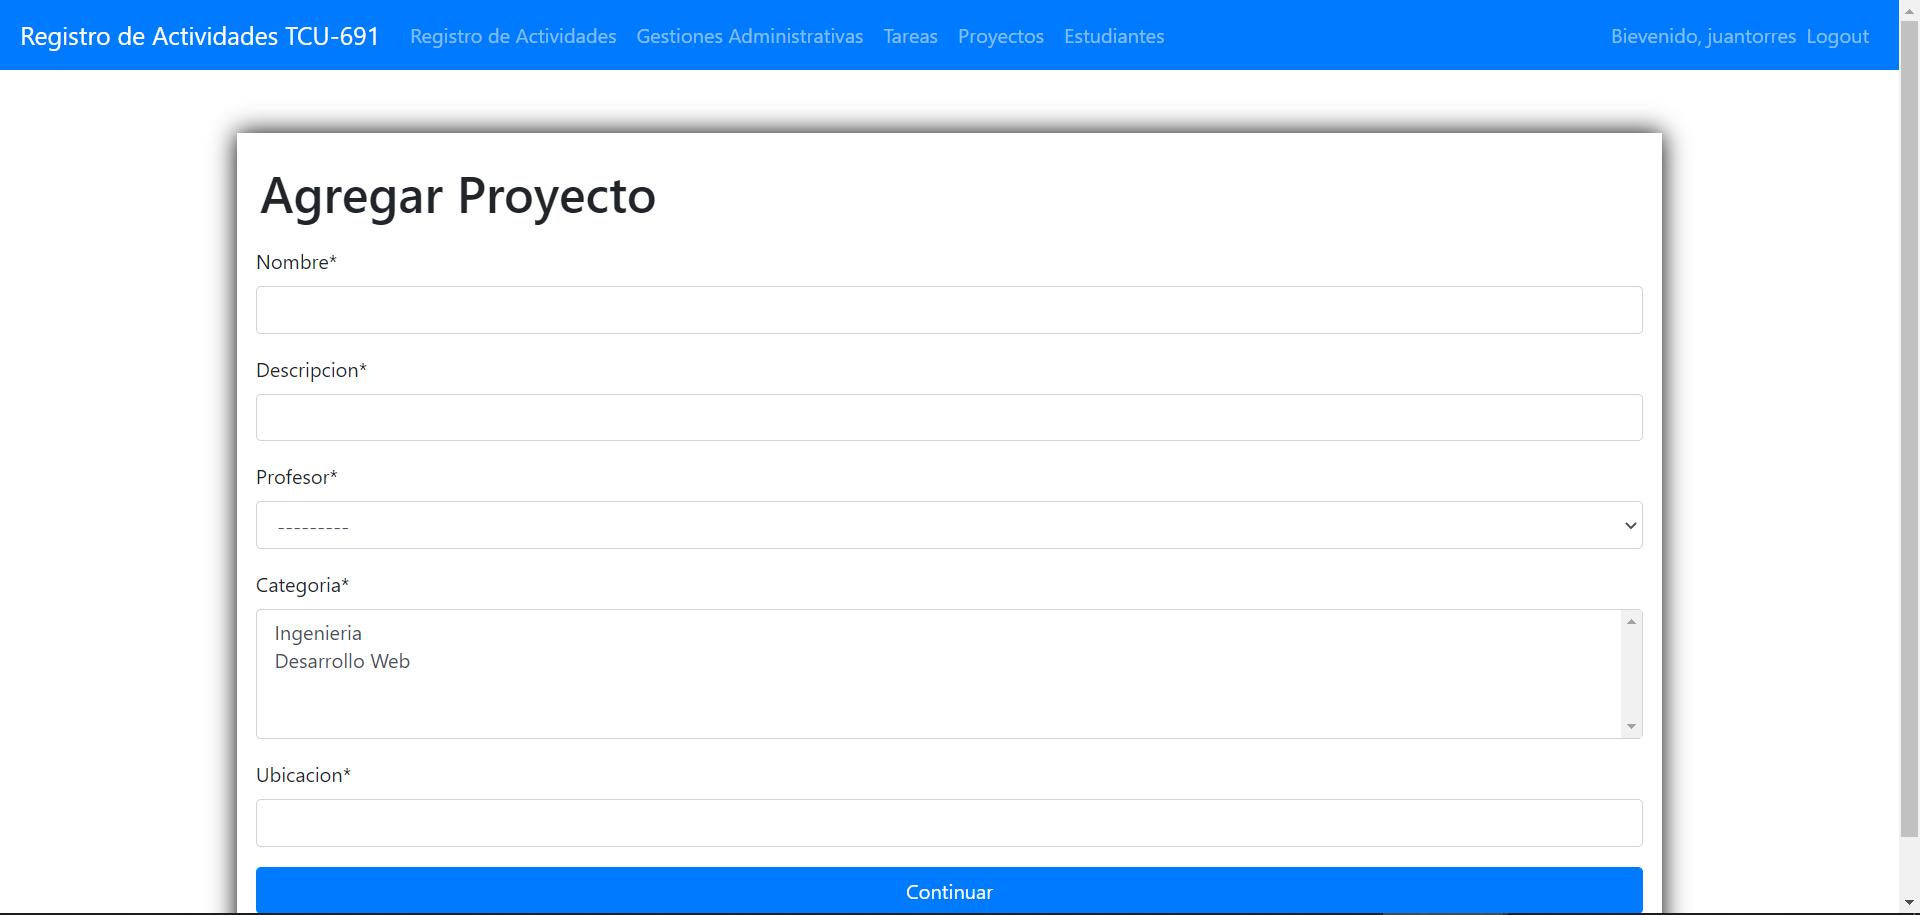 Registro de Actividades TCU-691 Registro de Actividades Gestiones Administrativas Tareas Proyectos Estudiantes Bievenido, juantorres Logout
Agregar Proyecto
Nombre*
Descripcion*
Profesor*
---------
Categoria*
Ingenieria
Desarrollo Web
Ubicacion*
Continuar